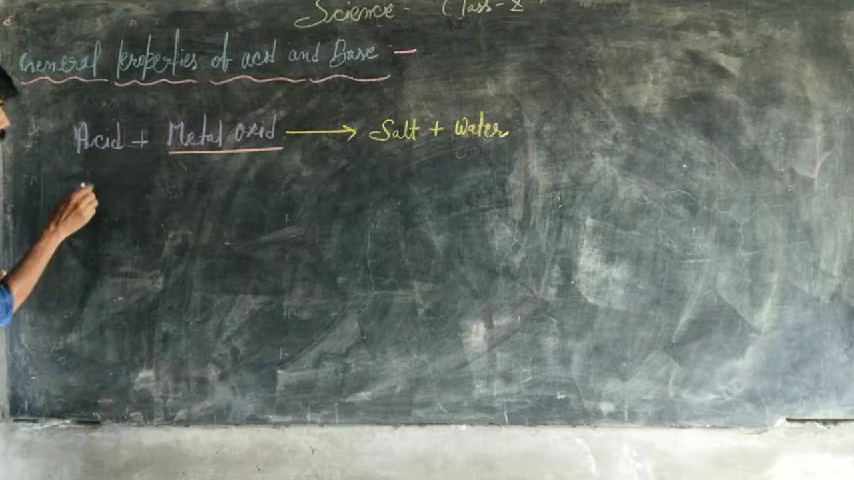 Science - Class - X
General properties of acid and Base -
Acid + Metal Oxid → Salt + Water